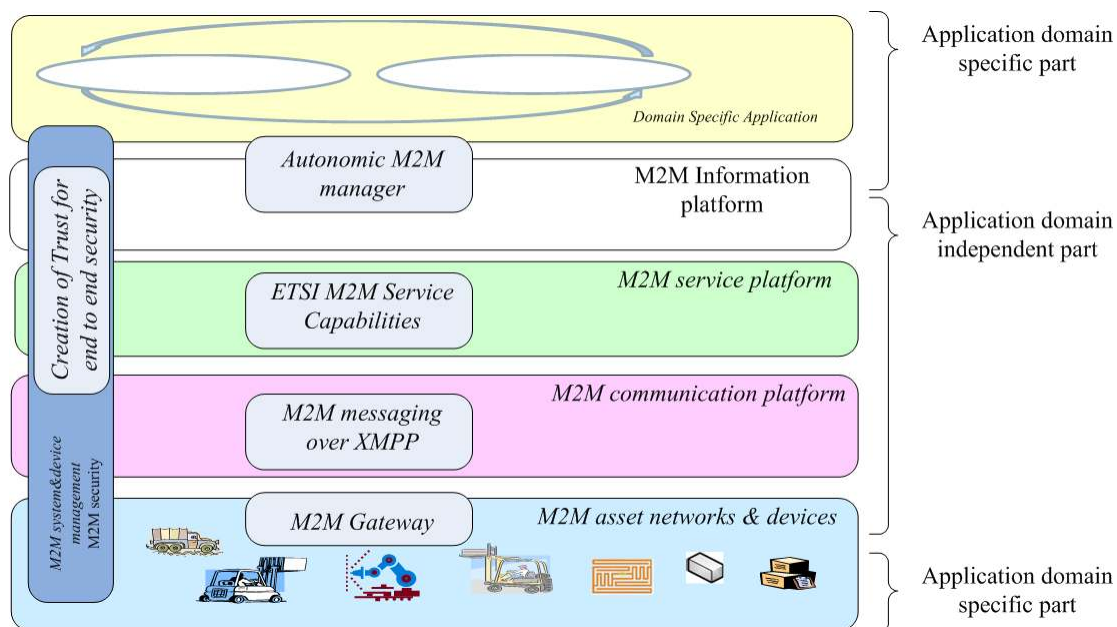 Application domain
specific part
Domain Specific Application
Autonomic M2M
manager
M2M Information
platform
Application domain
independent part
Creation of Trust for
end to end security
ETSI M2M Service
Capabilities
M2M service platform
M2M communication platform
M2M messaging
over XMPP
M2M system&device
management
M2M security
M2M Gateway
M2M asset networks & devices
Application domain
specific part